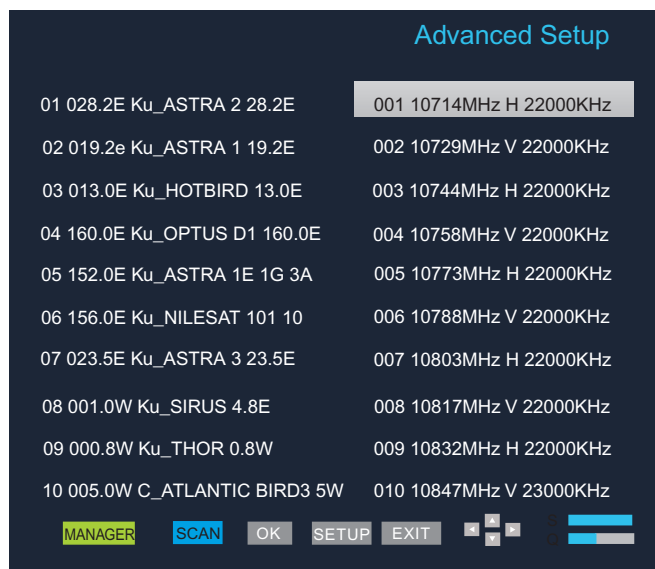 Advanced Setup
01 028.2E Ku_ASTRA 2 28.2E
001 10714MHz H 22000KHz
02 019.2e Ku_ASTRA 1 19.2E
002 10729MHz V 22000KHz
03 013.0E Ku_HOTBIRD 13.0E
003 10744MHz H 22000KHz
04 160.0E Ku_OPTUS D1 160.0E
004 10758MHz V 22000KHz
05 152.0E Ku_ASTRA 1E 1G 3A
005 10773MHz H 22000KHz
06 156.0E Ku_NILESAT 101 10
006 10788MHz V 22000KHz
07 023.5E Ku_ASTRA 3 23.5E
007 10803MHz H 22000KHz
08 001.0W Ku_SIRUS 4.8E
008 10817MHz V 22000KHz
09 000.8W Ku_THOR 0.8W
009 10832MHz H 22000KHz
10 005.0W C_ATLANTIC BIRD3 5W
010 10847MHz V 23000KHz
MANAGER SCAN OK SETUP EXIT
S
Q